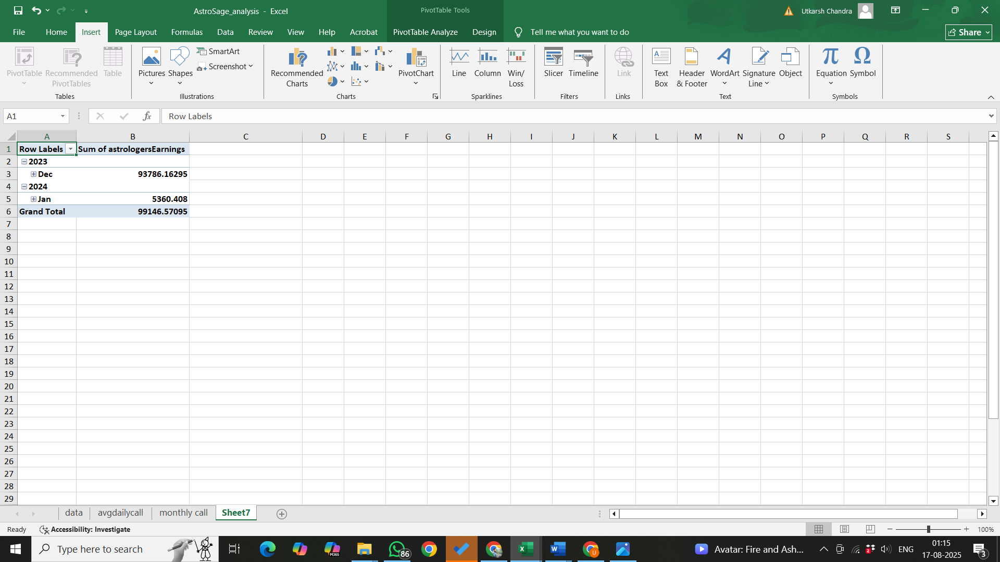 AstroSage_analysis - Excel
PivotTable Tools
Utkarsh Chandra
File Home Insert Page Layout Formulas Data Review View Help Acrobat PivotTable Analyze Design Tell me what you want to do Share
PivotTable
Recommended
PivotTables
Table
Tables
Pictures
Shapes
SmartArt
Screenshot
Illustrations
Recommended
Charts
PivotChart
Charts
Line
Column
Win/
Loss
Sparklines
Slicer
Timeline
Filters
Link
Links
Text
Box
Header
& Footer
WordArt
Signature
Line
Object
Text
Equation
Symbol
Symbols
A1
fx
Row Labels
A B C D E F G H I J K L M N O P Q R S
1 Row Labels Sum of astrologersEarnings
2 2023
3 Dec 93786.16295
4 2024
5 Jan 5360.408
6 Grand Total 99146.57095
7
8
9
10
11
12
13
14
15
16
17
18
19
20
21
22
23
24
25
26
27
28
29
data avgdailycall monthly call Sheet7
Ready Accessibility: Investigate 100%
Type here to search
M365
86
Avatar: Fire and Ash...
2
ENG
01:15
17-08-2025
3